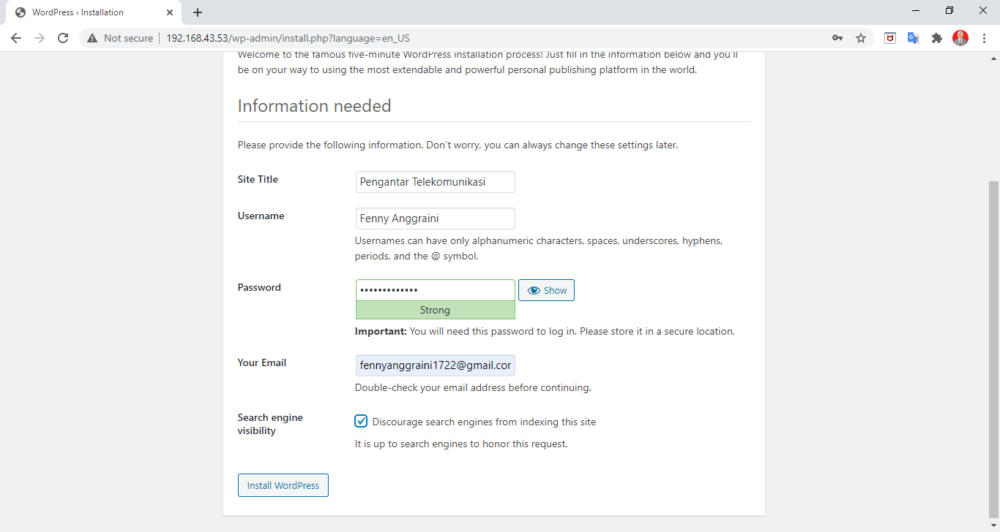 WordPress › Installation
Not secure
192.168.43.53/wp-admin/install.php?language=en_US
Welcome to the famous five-minute WordPress installation process! Just fill in the information below and you'll
be on your way to using the most extendable and powerful personal publishing platform in the world.
Information needed
Please provide the following information. Don't worry, you can always change these settings later.
Site Title
Pengantar Telekomunikasi
Username
Fenny Anggraini
Usernames can have only alphanumeric characters, spaces, underscores, hyphens,
periods, and the @ symbol.
Password
•••••••••••••
Show
Strong
Important: You will need this password to log in. Please store it in a secure location.
Your Email
fennyanggraini1722@gmail.cor
Double-check your email address before continuing.
Search engine
visibility
Discourage search engines from indexing this site
It is up to search engines to honor this request.
Install WordPress